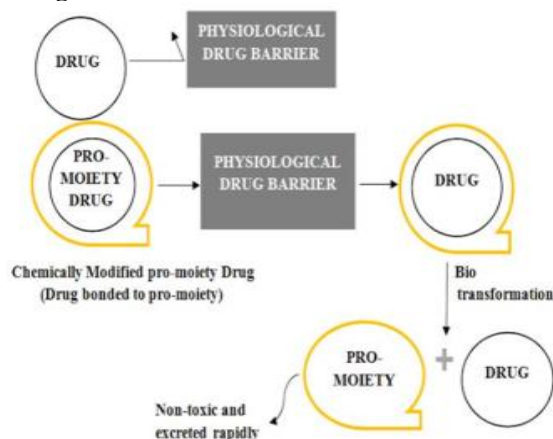 DRUG
PHYSIOLOGICAL
DRUG BARRIER
PRO-
MOIETY
DRUG
PHYSIOLOGICAL
DRUG BARRIER
DRUG
Chemically Modified pro-moiety Drug
(Drug bonded to pro-moiety)
Bio
transformation
PRO-
MOIETY
+
DRUG
Non-toxic and
excreted rapidly